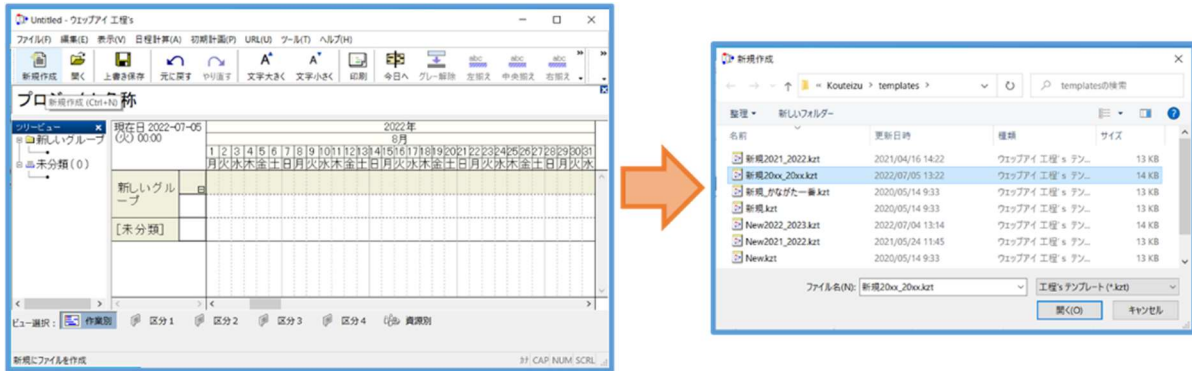 Untitled - ウェッブアイ 工程's
ファイル(F) 編集(E) 表示(V) 日程計算(A) 初期計画(P) URL(U) ツール(T) ヘルプ(H)
新規作成 開く 上書き保存 元に戻す やり直す 文字大きく 文字小さく 印刷 今日へ グレー解除 左揃え 中央揃え 右揃え
新規作成 (Ctrl+N)
ツリービュー
新しいグループ
未分類(0)
現在日 2022-07-05
(火) 00:00
2022年
8月
1 2 3 4 5 6 7 8 9 10 11 12 13 14 15 16 17 18 19 20 21 22 23 24 25 26 27 28 29 30 31
月 火 水 木 金 土 日 月 火 水 木 金 土 日 月 火 水 木 金 土 日 月 火 水 木 金 土 日 月 火 水
新しいグル
ープ
[未分類]
ビュー選択 : 作業別 区分1 区分2 区分3 区分4 資源別
新規にファイルを作成
CAP NUM SCRL
新規作成
« Kouteizu > templates >
templatesの検索
整理 新しいフォルダー
名前 更新日時 種類 サイズ
新規2021_2022.kzt 2021/04/16 14:22 ウェッブアイ 工程's テン... 13 KB
新規20xx_20xx.kzt 2022/07/05 13:22 ウェッブアイ 工程's テン... 14 KB
新規_かながた一番.kzt 2020/05/14 9:33 ウェッブアイ 工程's テン... 13 KB
新規.kzt 2020/05/14 9:33 ウェッブアイ 工程's テン... 13 KB
New2022_2023.kzt 2022/07/04 13:14 ウェッブアイ 工程's テン... 14 KB
New2021_2022.kzt 2021/05/24 11:45 ウェッブアイ 工程's テン... 13 KB
New.kzt 2020/05/14 9:33 ウェッブアイ 工程's テン... 13 KB
ファイル名(N): 新規20xx_20xx.kzt 工程's テンプレート (*.kzt)
開く(O) キャンセル